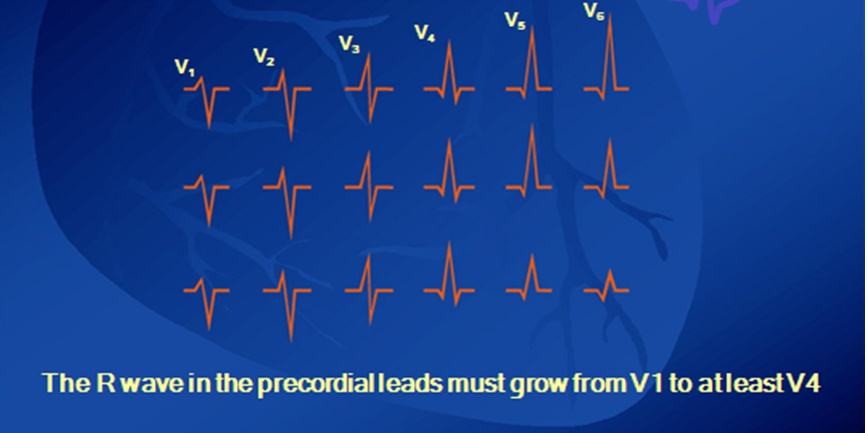 V₁ V₂ V₃ V₄ V₅ V₆
The R wave in the precordial leads must grow from V1 to at least V4